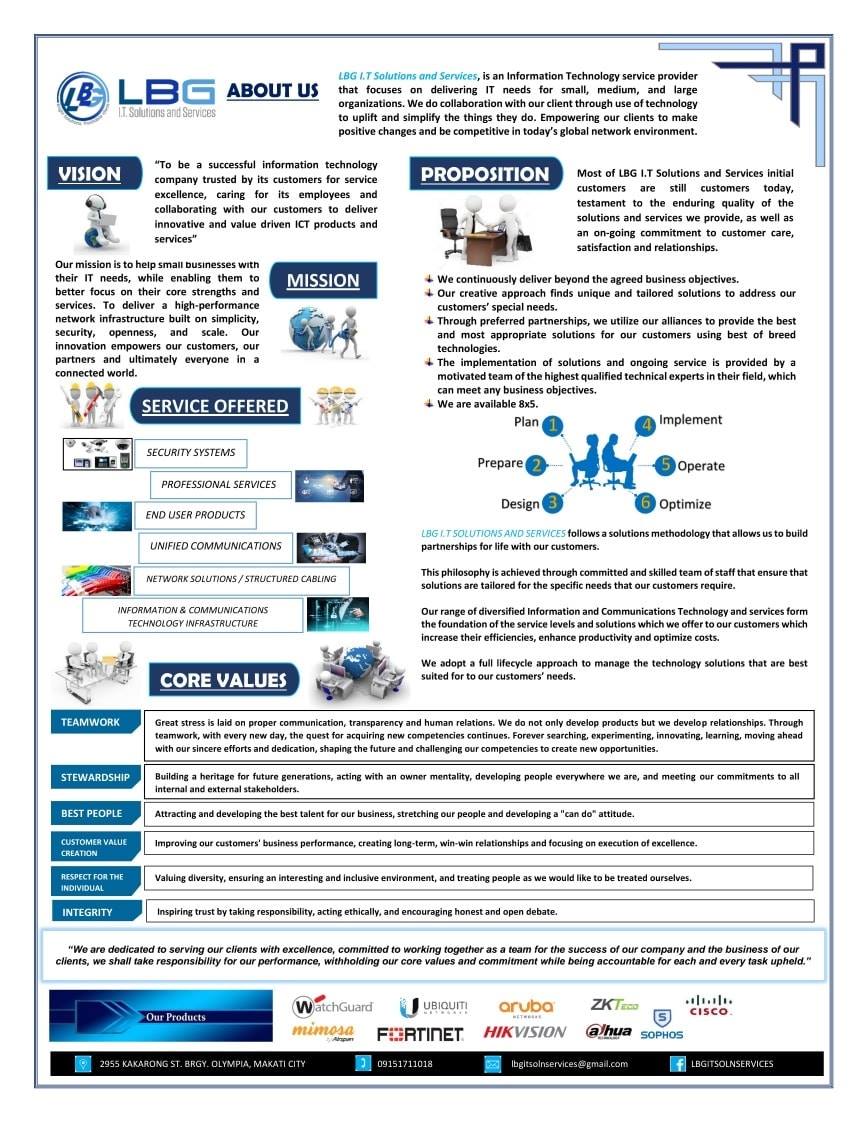 LBG
LBG
I.T. Solutions and Services
ABOUT US
LBG I.T Solutions and Services, is an Information Technology service provider
that focuses on delivering IT needs for small, medium, and large
organizations. We do collaboration with our client through use of technology
to uplift and simplify the things they do. Empowering our clients to make
positive changes and be competitive in today's global network environment.
VISION
“To be a successful information technology
company trusted by its customers for service
excellence, caring for its employees and
collaborating with our customers to deliver
innovative and value driven ICT products and
services”
Our mission is to help small businesses with
their IT needs, while enabling them to
better focus on their core strengths and
services. To deliver a high-performance
network infrastructure built on simplicity,
security, openness, and scale. Our
innovation empowers our customers, our
partners and ultimately everyone in a
connected world.
MISSION
SERVICE OFFERED
SECURITY SYSTEMS
PROFESSIONAL SERVICES
END USER PRODUCTS
UNIFIED COMMUNICATIONS
NETWORK SOLUTIONS / STRUCTURED CABLING
INFORMATION & COMMUNICATIONS
TECHNOLOGY INFRASTRUCTURE
PROPOSITION
Most of LBG I.T Solutions and Services initial
customers are still customers today,
testament to the enduring quality of the
solutions and services we provide, as well as
an on-going commitment to customer care,
satisfaction and relationships.
We continuously deliver beyond the agreed business objectives.
Our creative approach finds unique and tailored solutions to address our
customers' special needs.
Through preferred partnerships, we utilize our alliances to provide the best
and most appropriate solutions for our customers using best of breed
technologies.
The implementation of solutions and ongoing service is provided by a
motivated team of the highest qualified technical experts in their field, which
can meet any business objectives.
We are available 8x5.
Plan 1
4 Implement
Prepare 2
5 Operate
Design 3
6 Optimize
LBG I.T SOLUTIONS AND SERVICES follows a solutions methodology that allows us to build
partnerships for life with our customers.
This philosophy is achieved through committed and skilled team of staff that ensure that
solutions are tailored for the specific needs that our customers require.
Our range of diversified Information and Communications Technology and services form
the foundation of the service levels and solutions which we offer to our customers which
increase their efficiencies, enhance productivity and optimize costs.
We adopt a full lifecycle approach to manage the technology solutions that are best
suited for to our customers' needs.
CORE VALUES
TEAMWORK
Great stress is laid on proper communication, transparency and human relations. We do not only develop products but we develop relationships. Through
teamwork, with every new day, the quest for acquiring new competencies continues. Forever searching, experimenting, innovating, learning, moving ahead
with our sincere efforts and dedication, shaping the future and challenging our competencies to create new opportunities.
STEWARDSHIP
Building a heritage for future generations, acting with an owner mentality, developing people everywhere we are, and meeting our commitments to all
internal and external stakeholders.
BEST PEOPLE
Attracting and developing the best talent for our business, stretching our people and developing a "can do" attitude.
CUSTOMER VALUE
CREATION
Improving our customers' business performance, creating long-term, win-win relationships and focusing on execution of excellence.
RESPECT FOR THE
INDIVIDUAL
Valuing diversity, ensuring an interesting and inclusive environment, and treating people as we would like to be treated ourselves.
INTEGRITY
Inspiring trust by taking responsibility, acting ethically, and encouraging honest and open debate.
“We are dedicated to serving our clients with excellence, committed to working together as a team for the success of our company and the business of our
clients, we shall take responsibility for our performance, withholding our core values and commitment while being accountable for each and every task upheld."
Our Products
WatchGuard
UBIQUITI
NETWORKS
aruba
NETWORKS
ZKTECO
S
SOPHOS
CISCO
mimosa
by Airspan
FORTINET
HIKVISION
alhua
TECHNOLOGY
2955 KAKARONG ST. BRGY. OLYMPIA, MAKATI CITY
09151711018
lbgitsolnservices@gmail.com
LBGITSOLNSERVICES